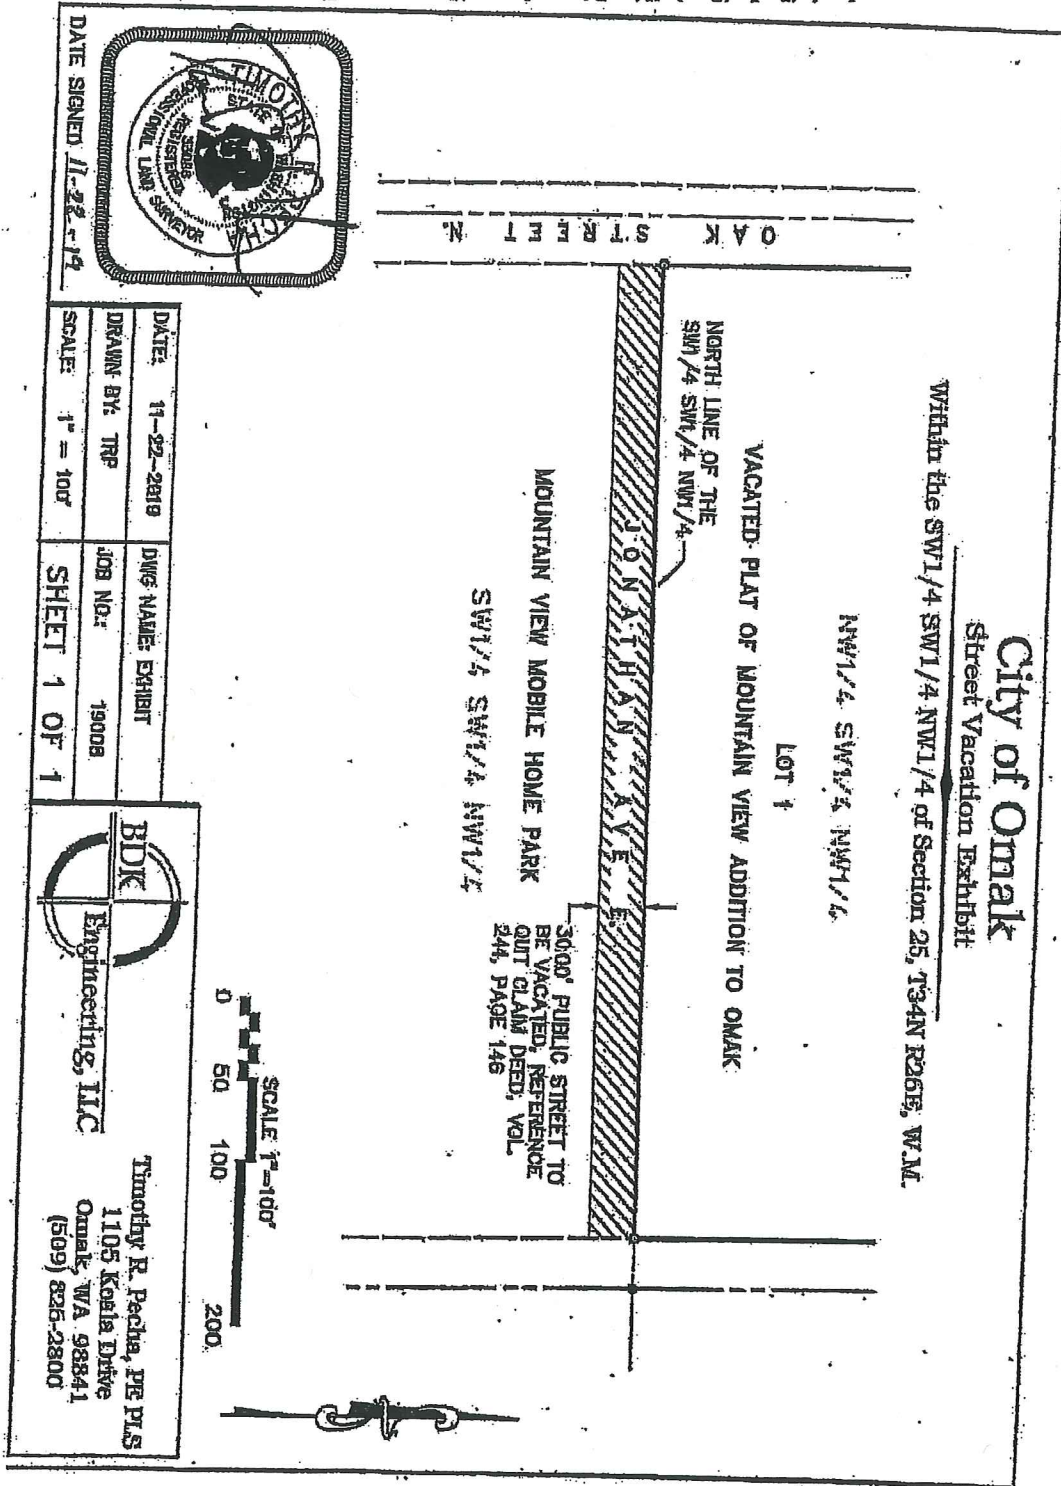 City of Omak
Street Vacation Exhibit
Within the SW1/4 SW1/4 NW1/4 of Section 25, T34N R26E, W.M.
NW1/4 SW1/4 NW1/4
LOT 1
VACATED PLAT OF MOUNTAIN VIEW ADDITION TO OMAK
NORTH LINE OF THE
SW1/4 SW1/4 NW1/4
OAK STREET N.
JONATHAN AVE E.
30.00' PUBLIC STREET TO
BE VACATED, REFERENCE
QUIT CLAIM DEED, VOL.
244, PAGE 146
MOUNTAIN VIEW MOBILE HOME PARK
SW1/4 SW1/4 NW1/4
SCALE 1"=100'
0 50 100 200
TIMOTHY R. PECHA
STATE OF WASHINGTON
REGISTERED
PROFESSIONAL LAND SURVEYOR
DATE SIGNED 11-22-19
DATE: 11-22-2019
DWG NAME: EXHIBIT
DRAWN BY: TRP
JOB NO.: 19008
SCALE: 1" = 100'
SHEET 1 OF 1
BDK
Engineering, LLC
Timothy R. Pecha, PE PLS
1105 Koala Drive
Omak, WA 98841
(509) 826-2800